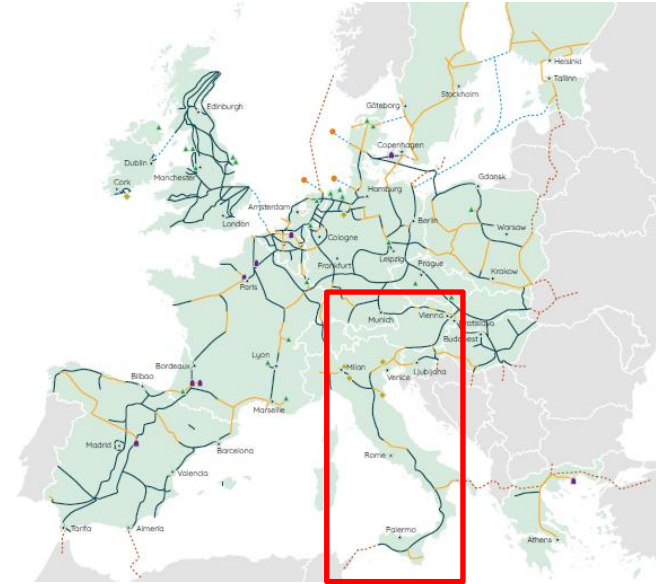 Helsinki
Tallinn
Stockholm
Edinburgh
Göteborg
Copenhagen
Dublin
Manchester
Cork
Gdansk
Hamburg
Amsterdam
Berlin
Warsaw
London
Cologne
Leipzig
Prague
Frankfurt
Krakow
Paris
Munich
Vienna
Bratislava
Budapest
Lyon
Bordeaux
Milan
Venice
Ljubljana
Bilbao
Marseille
Madrid
Barcelona
Rome
Valencia
Tarifa
Almería
Palermo
Athens